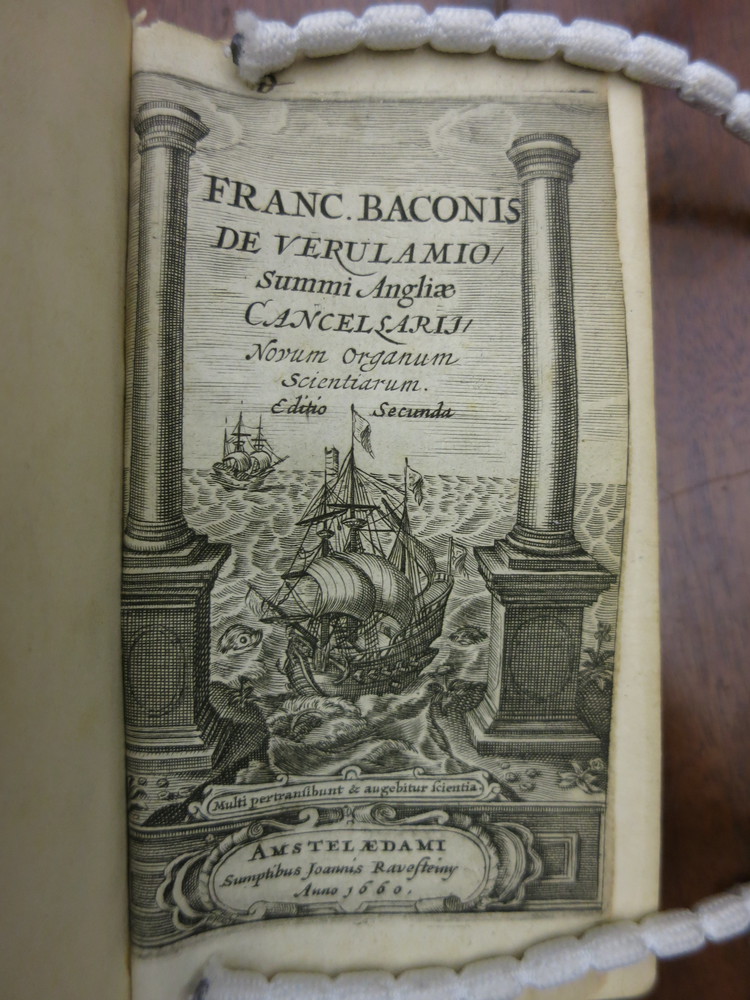 FRANC. BACONIS
DE VERULAMIO/
Summi Angliæ
CANCELLARII/
Novum Organum
Scientiarum.
Editio Secunda
Multi pertransibunt & augebitur scientia
AMSTELÆDAMI
Sumptibus Joannis Ravesteiny
Anno 1660.